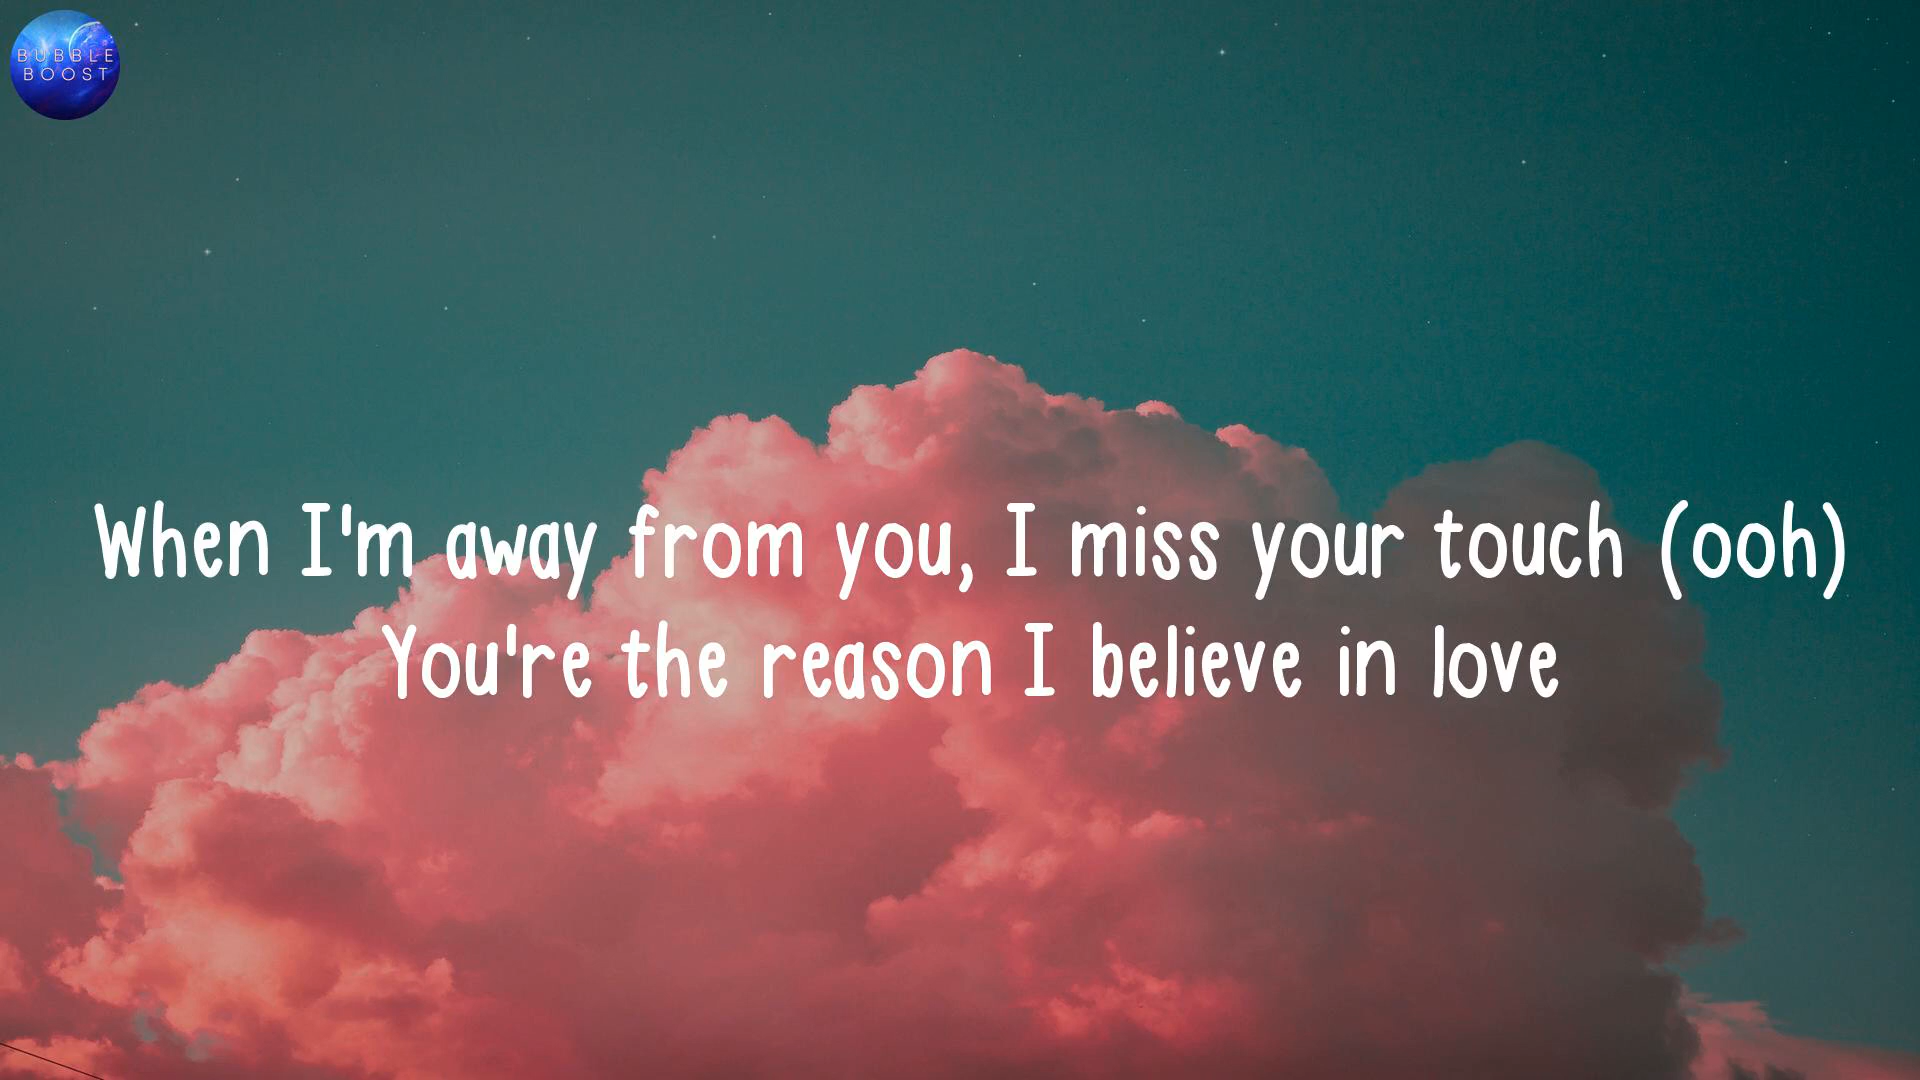 BUBBLE
BOOST
When I'm away from you, I miss your touch (ooh)
You're the reason I believe in love